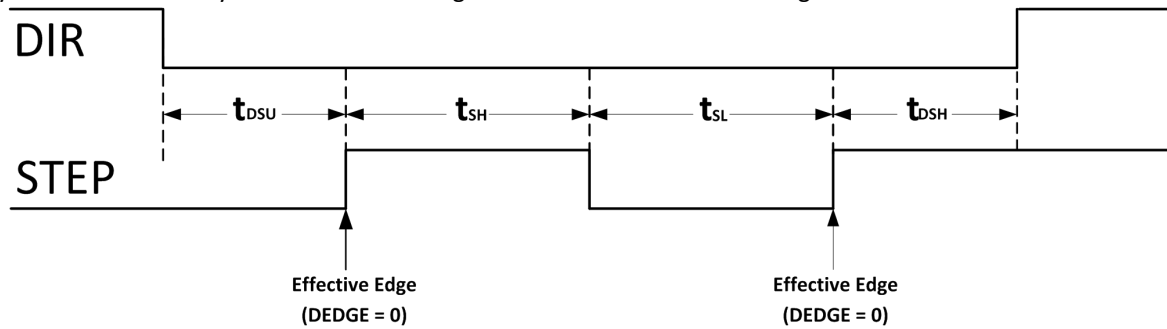 DIR
tDSU tSH tSL tDSH
STEP
Effective Edge Effective Edge
(DEDGE = 0) (DEDGE = 0)